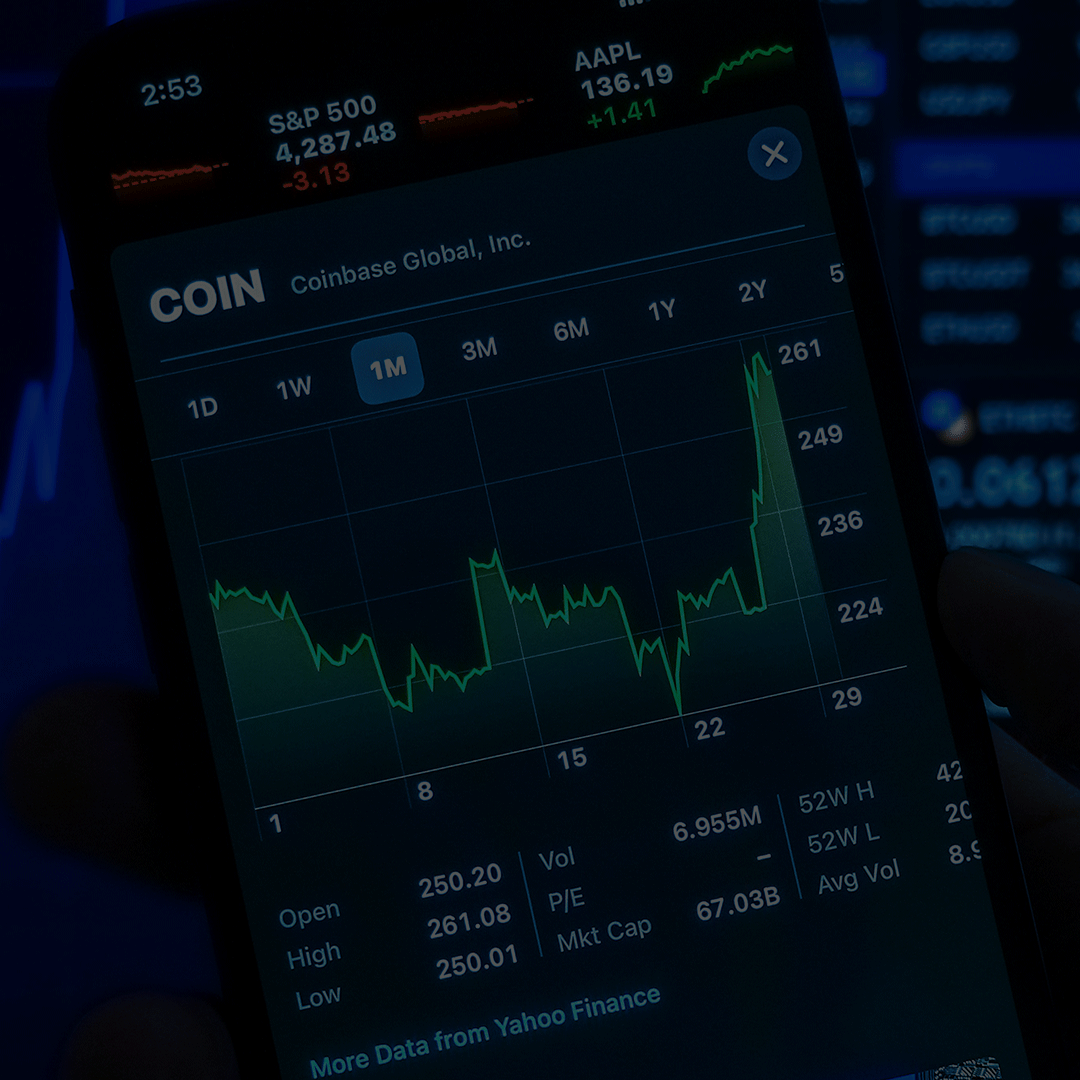 2:53
S&P 500
4,287.48
-3.13
AAPL
136.19
+1.41
COIN Coinbase Global, Inc.
1D 1W 1M 3M 6M 1Y 2Y
261
249
236
224
1 8 15 22 29
Open 250.20
High 261.08
Low 250.01
Vol 6.955M
P/E –
Mkt Cap 67.03B
52W H
52W L
Avg Vol
More Data from Yahoo Finance